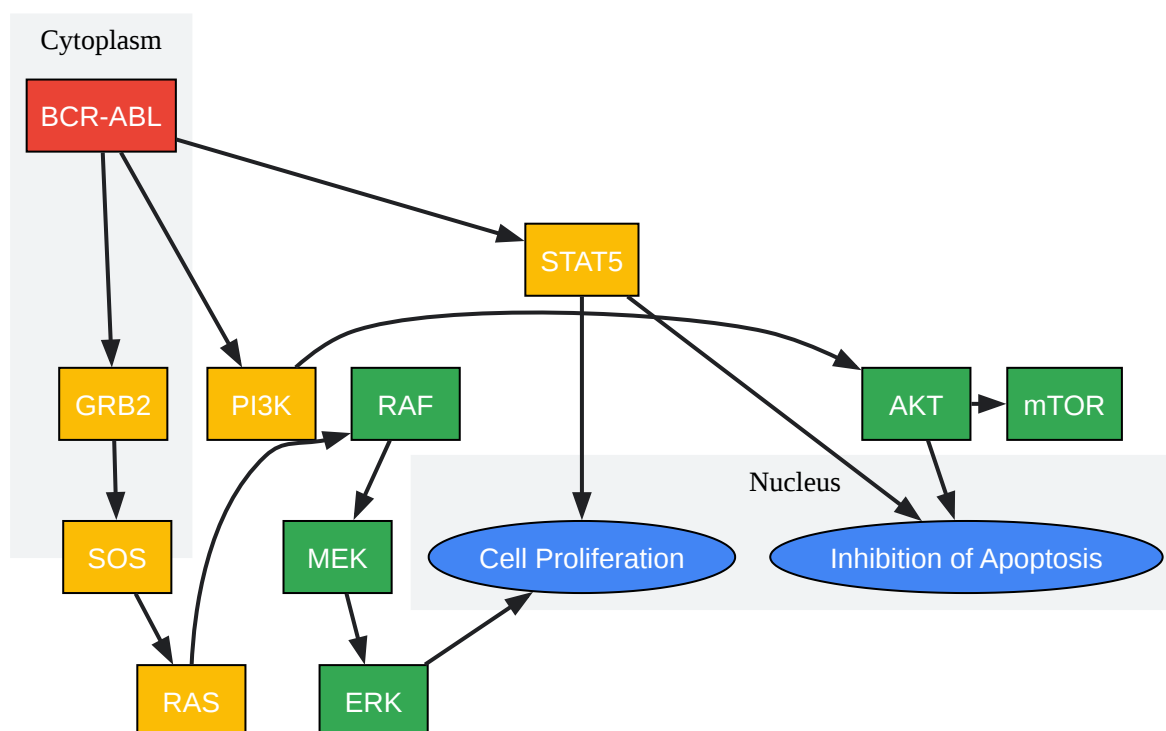 Cytoplasm
BCR-ABL
STAT5
GRB2
PI3K
RAF
AKT
mTOR
Nucleus
SOS
MEK
Cell Proliferation
Inhibition of Apoptosis
RAS
ERK